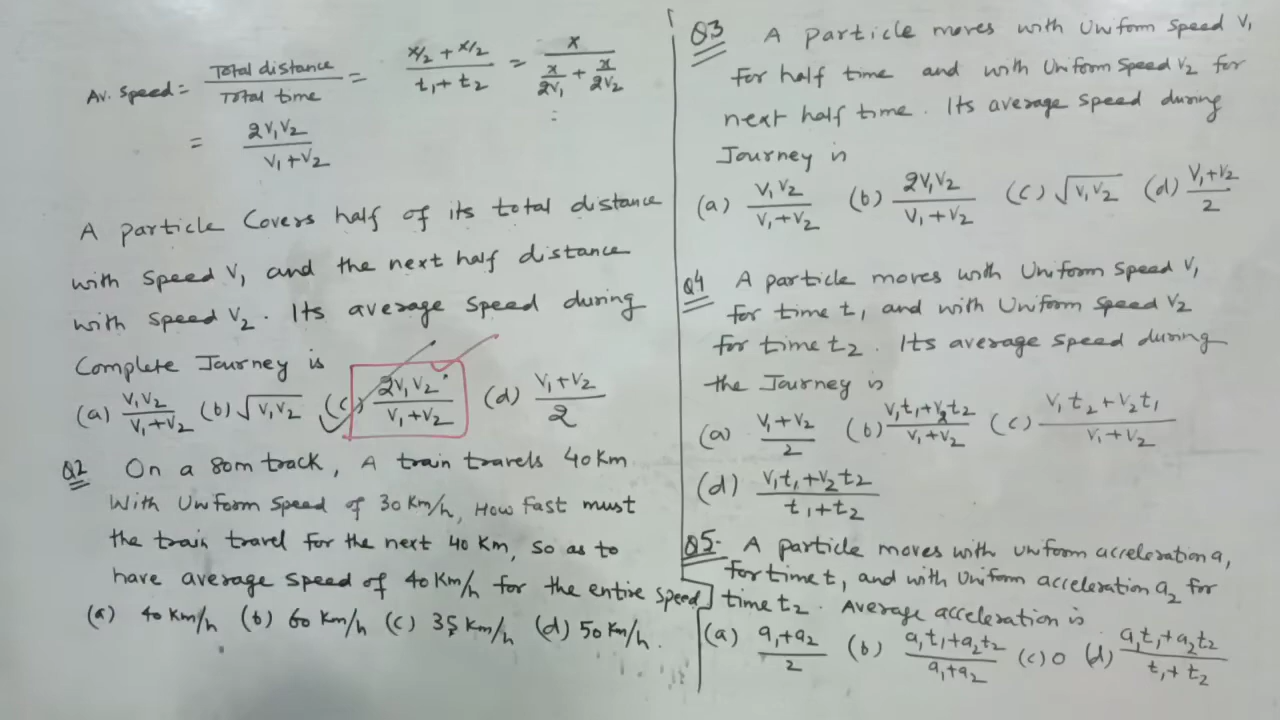 Av. Speed = Total distance / Total time = (x/2 + x/2) / (t₁ + t₂) = x / (x/2V₁ + x/2V₂)
= 2V₁V₂ / (V₁+V₂)
A particle Covers half of its total distance
with speed V₁ and the next half distance
with speed V₂. Its average speed during
Complete Journey is
(a) V₁V₂ / (V₁+V₂) (b) √V₁V₂ (c) 2V₁V₂ / (V₁+V₂) (d) (V₁+V₂) / 2
Q2 On a 80m track, A train travels 40 Km
With Uniform Speed of 30 Km/h, How fast must
the train travel for the next 40 Km, so as to
have average speed of 40 Km/h for the entire speed
(a) 40 Km/h (b) 60 Km/h (c) 35 Km/h (d) 50 Km/h.
Q3 A particle moves with Uniform speed V₁
for half time and with Uniform Speed V₂ for
next half time. Its average speed during
Journey is
(a) V₁V₂ / (V₁+V₂) (b) 2V₁V₂ / (V₁+V₂) (c) √V₁V₂ (d) (V₁+V₂) / 2
Q4 A particle moves with Uniform Speed V₁
for time t₁ and with Uniform speed V₂
for time t₂. Its average speed during
the Journey is
(a) (V₁+V₂) / 2 (b) (V₁t₁+V₂t₂) / (V₁+V₂) (c) (V₁t₂+V₂t₁) / (V₁+V₂)
(d) (V₁t₁+V₂t₂) / (t₁+t₂)
Q5. A particle moves with uniform acceleration a₁
for time t₁ and with Uniform acceleration a₂ for
time t₂. Average acceleration is
(a) (a₁+a₂) / 2 (b) (a₁t₁+a₂t₂) / (a₁+a₂) (c) 0 (d) (a₁t₁+a₂t₂) / (t₁+t₂)